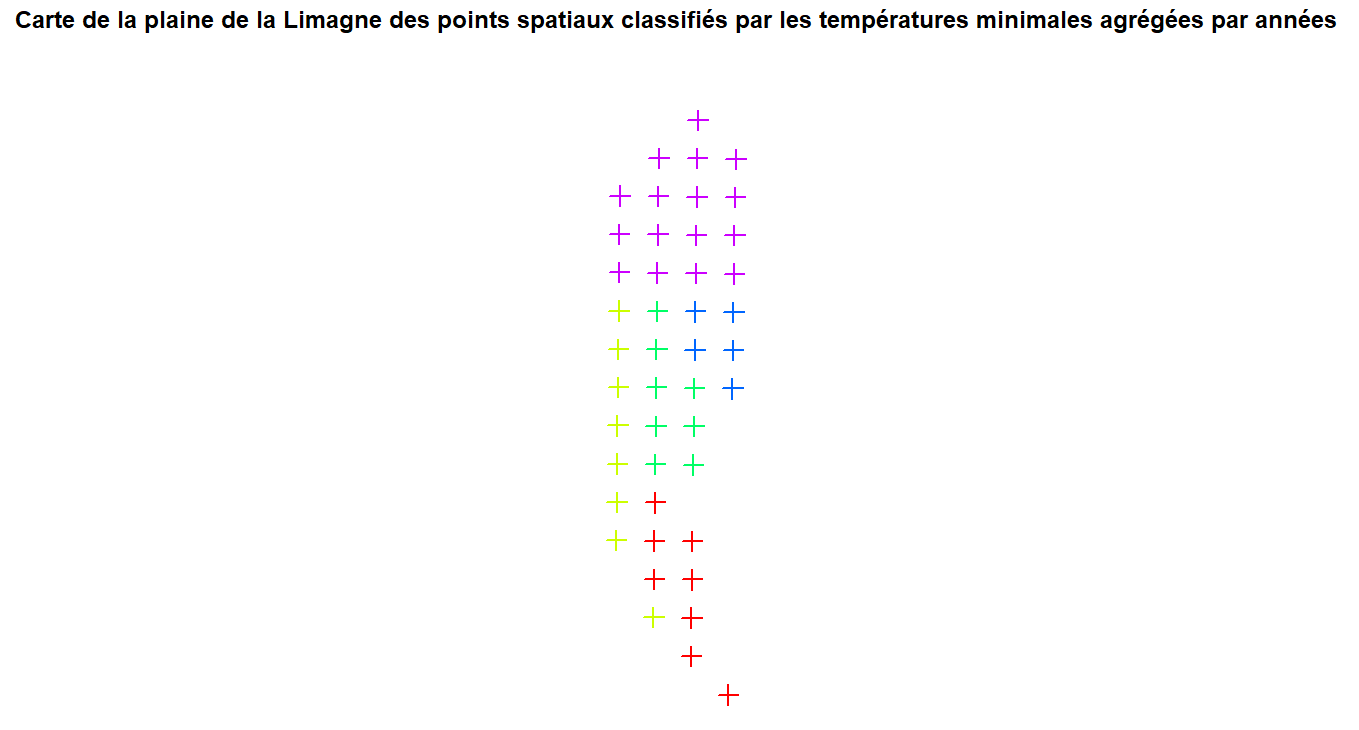 Carte de la plaine de la Limagne des points spatiaux classifiés par les températures minimales agrégées par années